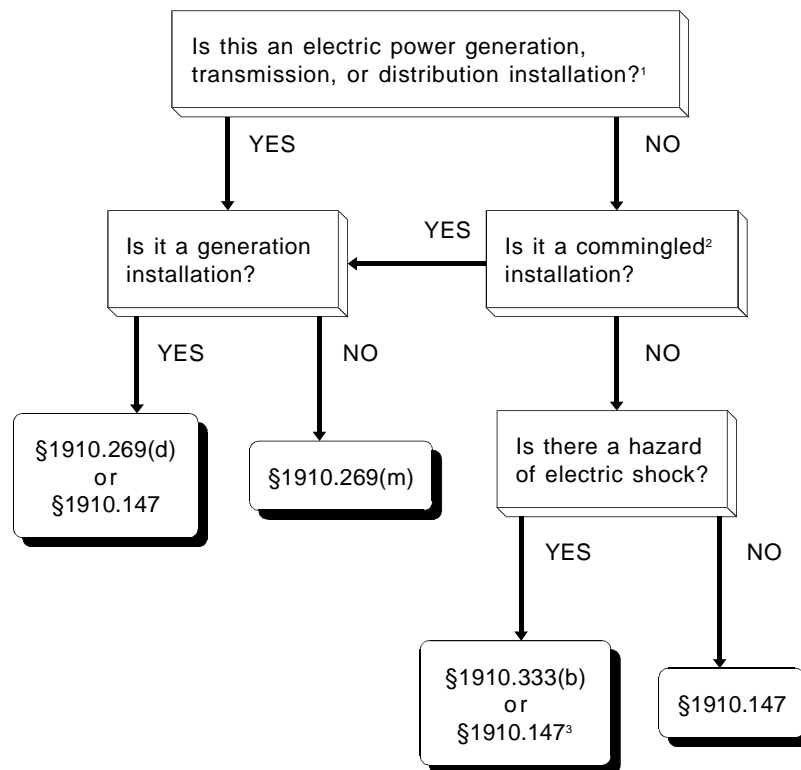 Is this an electric power generation,
transmission, or distribution installation?¹
YES
NO
Is it a generation
installation?
YES
Is it a commingled²
installation?
YES
NO
NO
§1910.269(d)
or
§1910.147
§1910.269(m)
Is there a hazard
of electric shock?
YES
NO
§1910.333(b)
or
§1910.147³
§1910.147